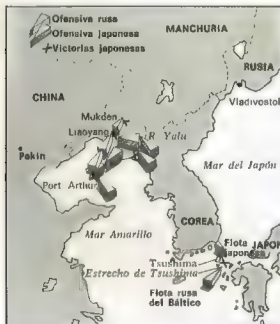 Ofensiva rusa
Ofensiva japonesa
Victorias japonesas
MANCHURIA
RUSIA
CHINA
Vladivostok
Mukden
Liaoyang
R Yalu
Pekín
Port Arthur
Mar del Japón
COREA
Mar Amarillo
Flota
japonesa
JAPON
Tsushima
Estrecho de Tsushima
Flota rusa
del Báltico